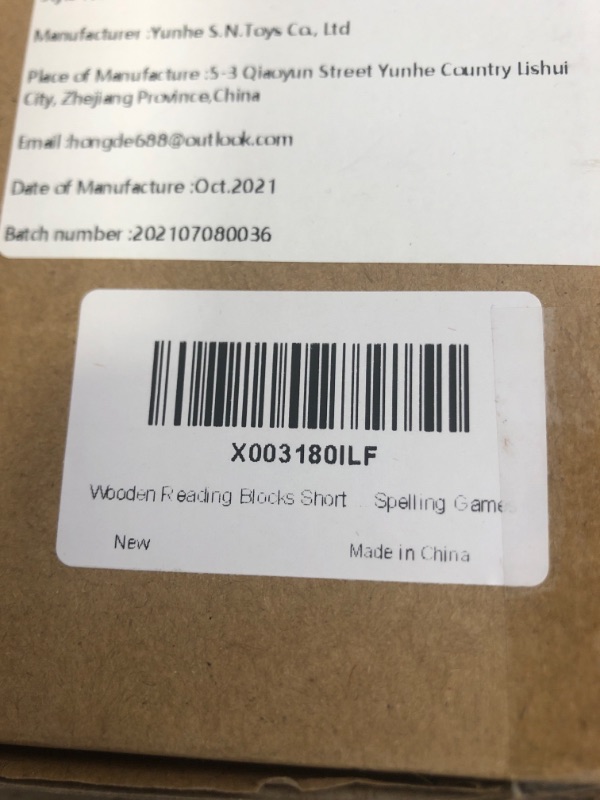 Manufacturer :Yunhe S.N.Toys Co., Ltd
Place of Manufacture :5-3 Qiaoyun Street Yunhe Country Lishui
City, Zhejiang Province,China
Email :hongde688@outlook.com
Date of Manufacture :Oct.2021
Batch number :202107080036
X003180ILF
Wooden Reading Blocks Short Spelling Games
New Made in China